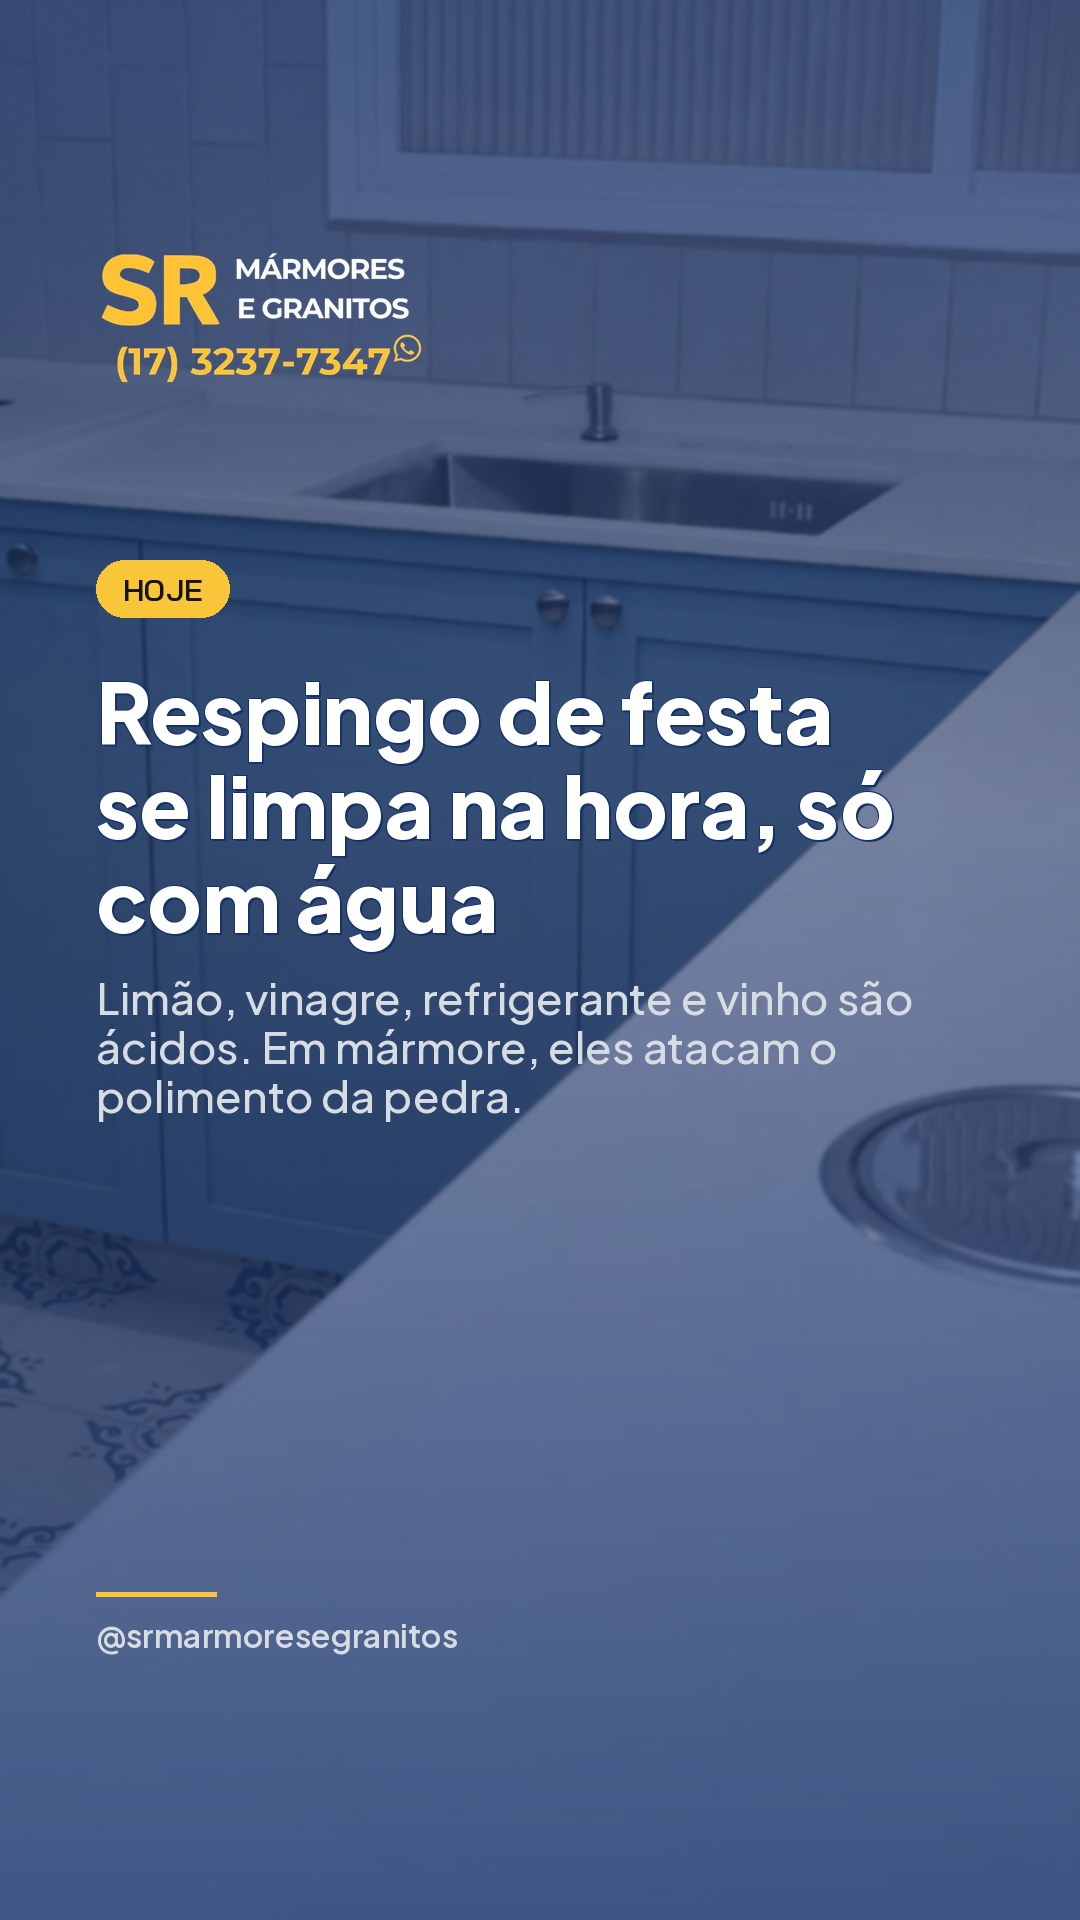 SR MÁRMORES
E GRANITOS
(17) 3237-7347
HOJE
Respingo de festa
se limpa na hora, só
com água
Limão, vinagre, refrigerante e vinho são
ácidos. Em mármore, eles atacam o
polimento da pedra.
@srmarmoresegranitos